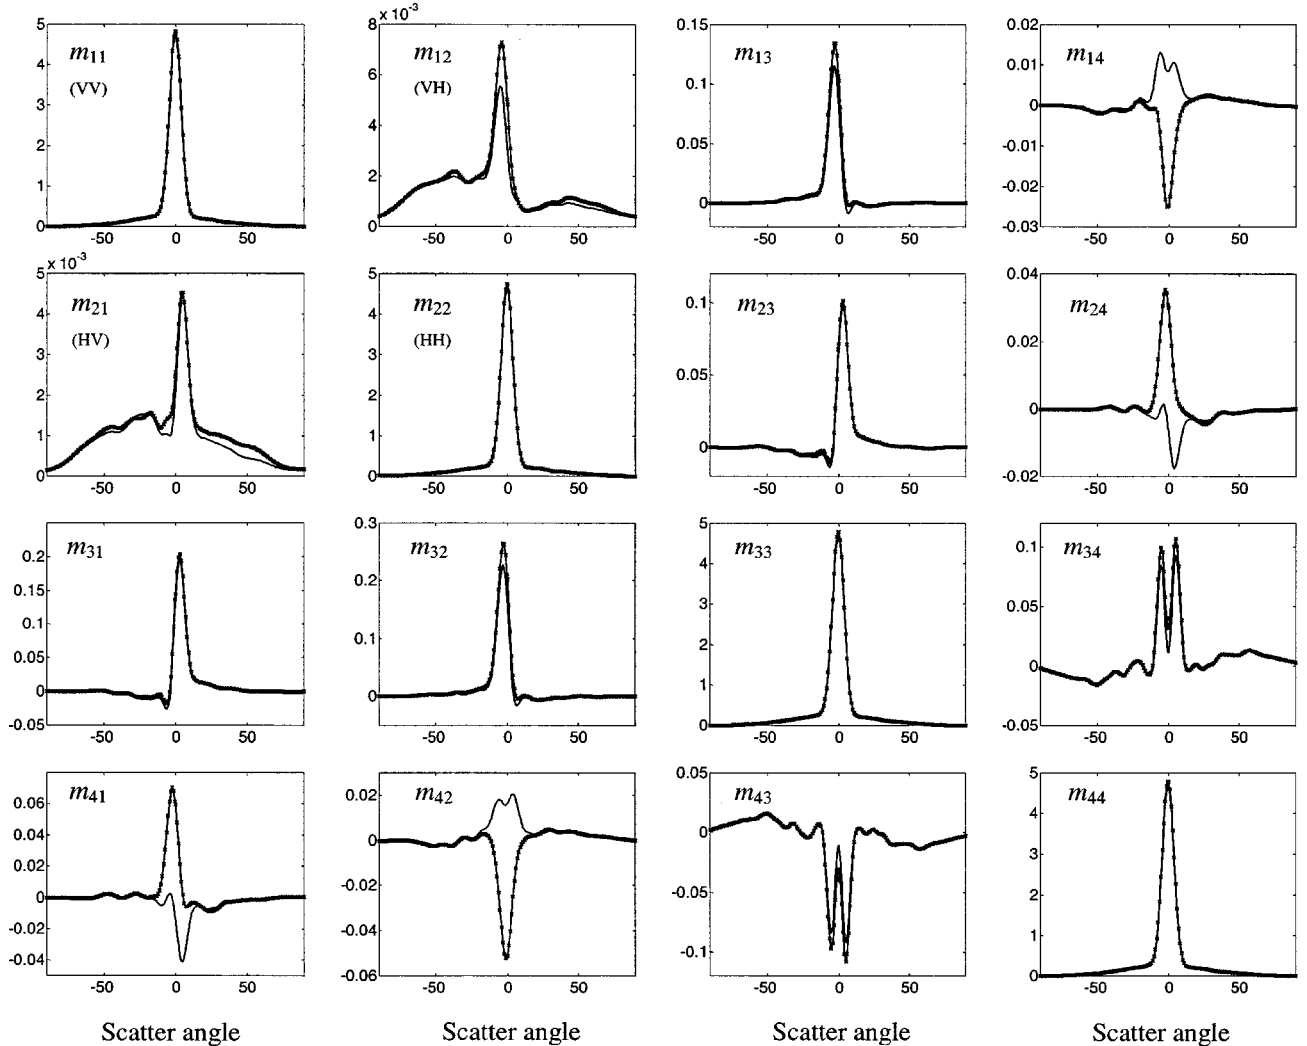 m11
(VV)
5
4
3
2
1
0
-50 0 50
x 10-3
m12
(VH)
8
6
4
2
0
-50 0 50
m13
0.15
0.1
0.05
0
-50 0 50
m14
0.02
0.01
0
-0.01
-0.02
-0.03
-50 0 50
x 10-3
m21
(HV)
5
4
3
2
1
0
-50 0 50
m22
(HH)
5
4
3
2
1
0
-50 0 50
m23
0.1
0.05
0
-50 0 50
m24
0.04
0.02
0
-0.02
-50 0 50
m31
0.2
0.15
0.1
0.05
0
-0.05
-50 0 50
m32
0.3
0.2
0.1
0
-50 0 50
m33
5
4
3
2
1
0
-50 0 50
m34
0.1
0.05
0
-0.05
-50 0 50
m41
0.06
0.04
0.02
0
-0.02
-0.04
-50 0 50
m42
0.02
0
-0.02
-0.04
-0.06
-50 0 50
m43
0.05
0
-0.05
-0.1
-50 0 50
m44
5
4
3
2
1
0
-50 0 50
Scatter angle
Scatter angle
Scatter angle
Scatter angle